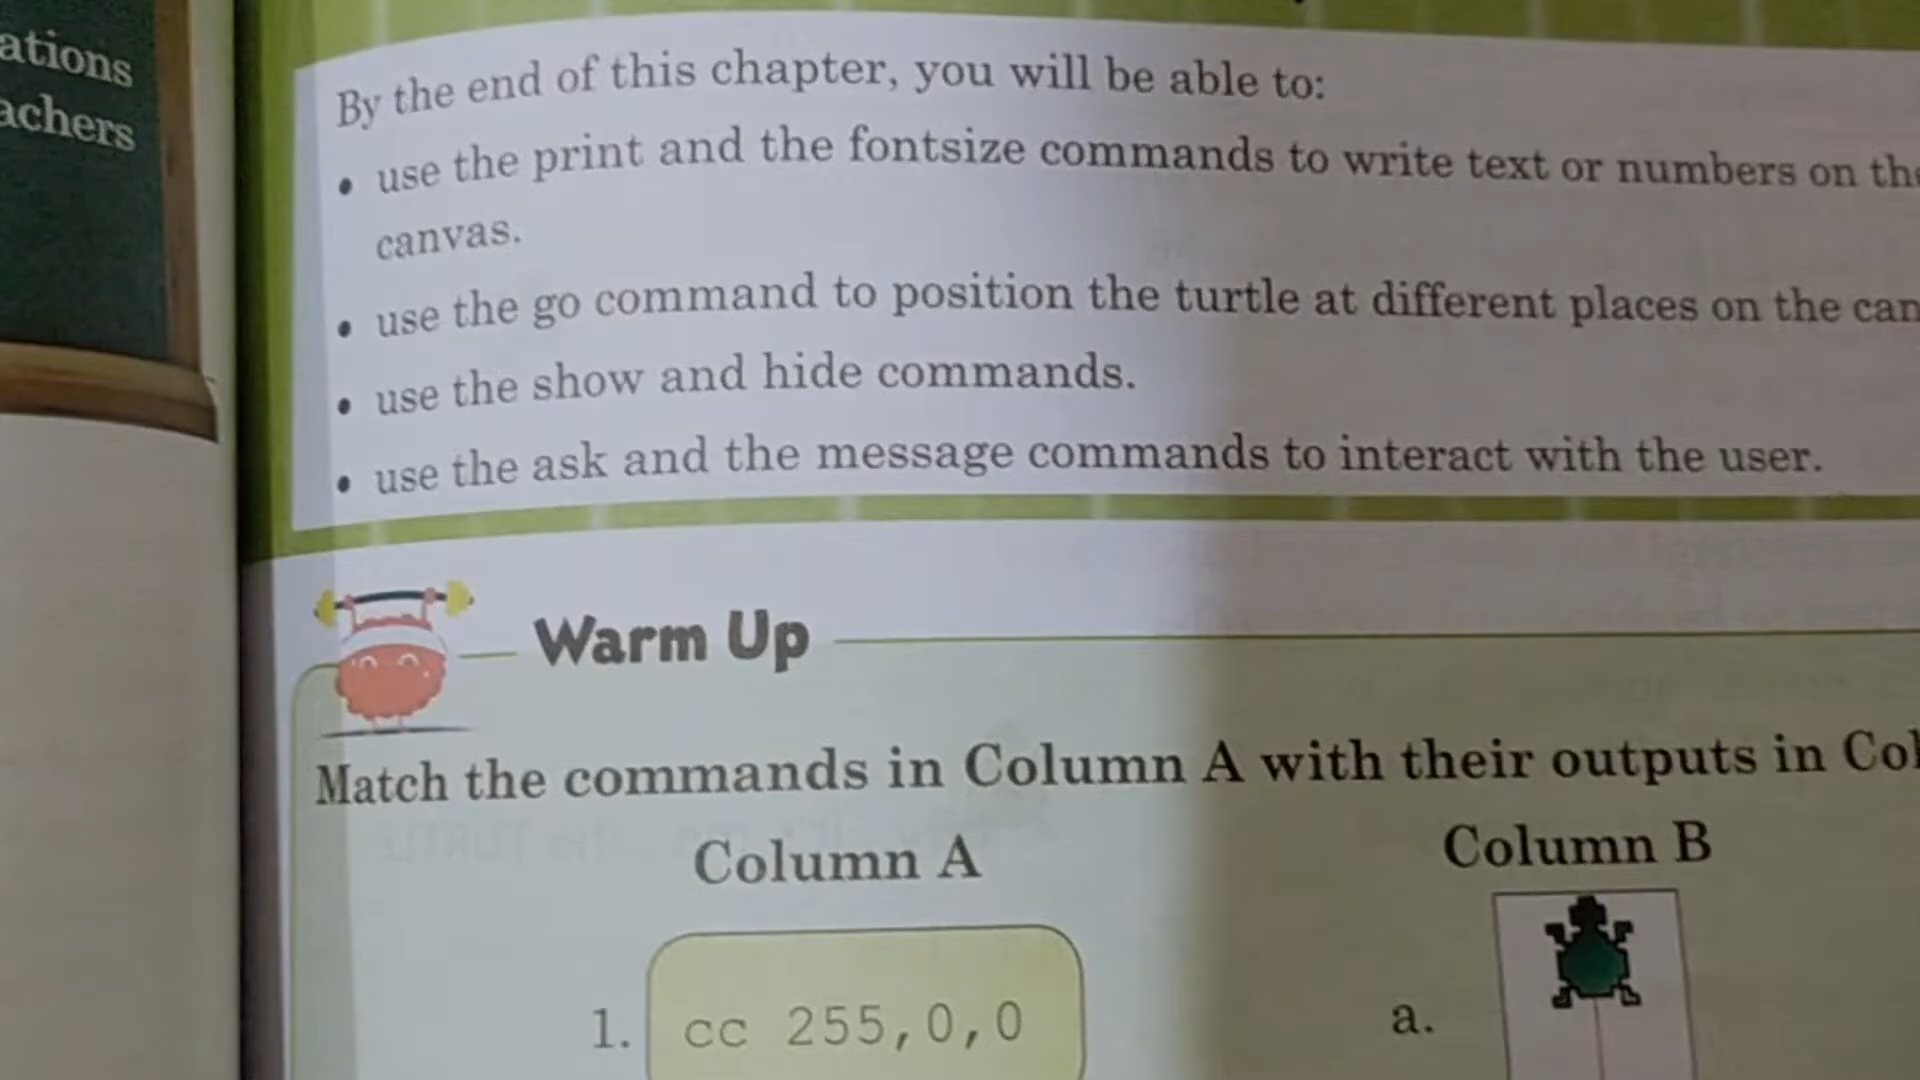 ations
achers
By the end of this chapter, you will be able to:
• use the print and the fontsize commands to write text or numbers on the
canvas.
• use the go command to position the turtle at different places on the can
• use the show and hide commands.
• use the ask and the message commands to interact with the user.
Warm Up
Match the commands in Column A with their outputs in Col
Column A
Column B
1. cc 255,0,0
a.